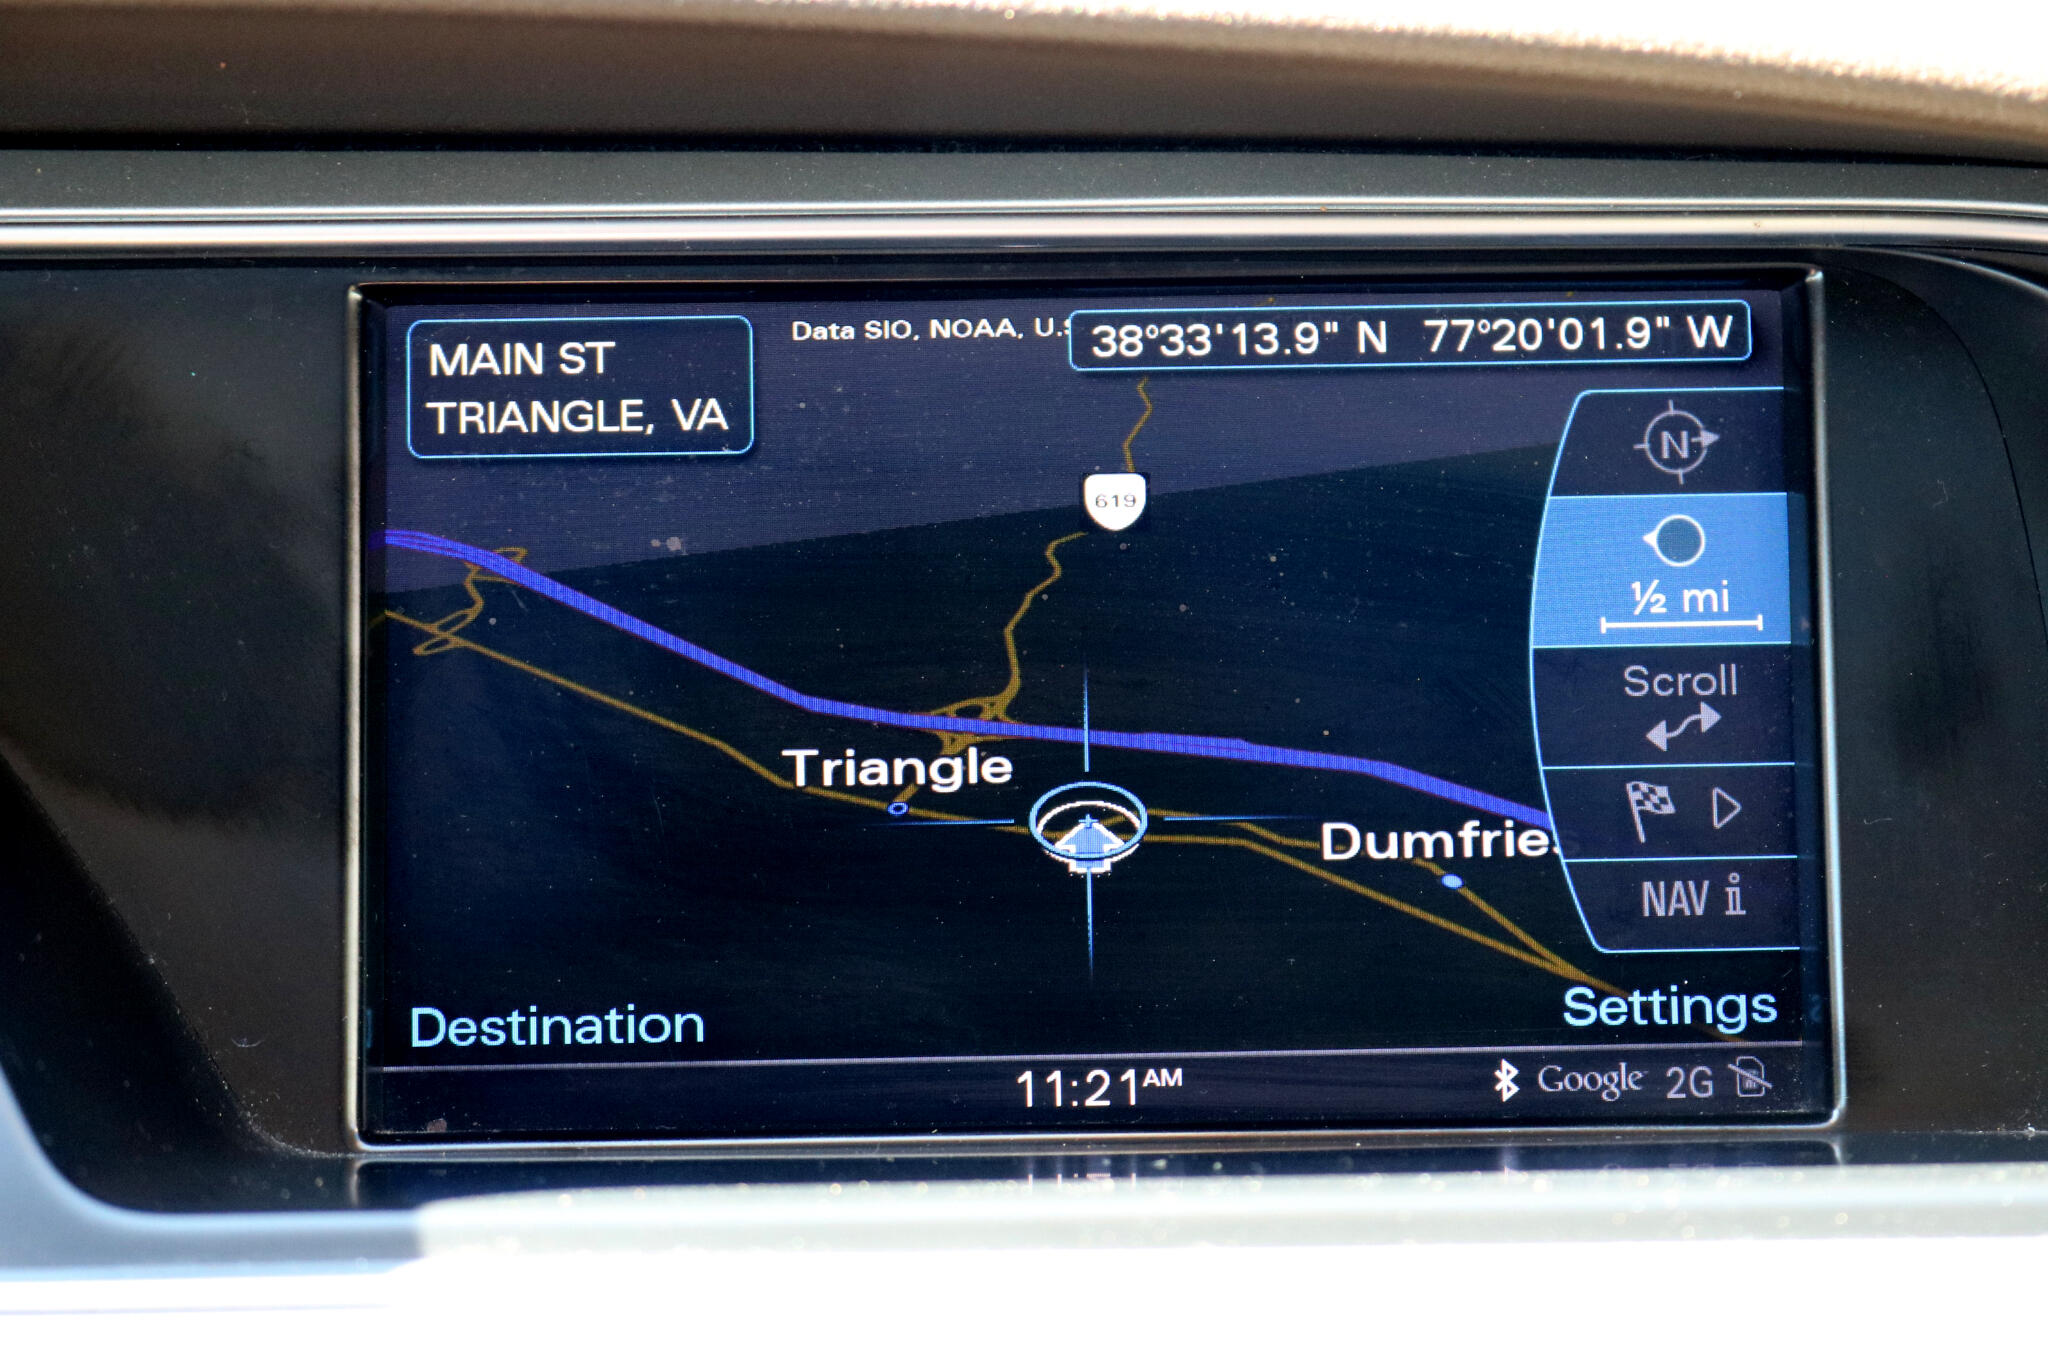 MAIN ST
TRIANGLE, VA
Data SIO, NOAA, U.
38°33'13.9" N 77°20'01.9" W
N
619
½ mi
Scroll
Triangle
Dumfries
NAV i
Destination
Settings
11:21AM
Google 2G